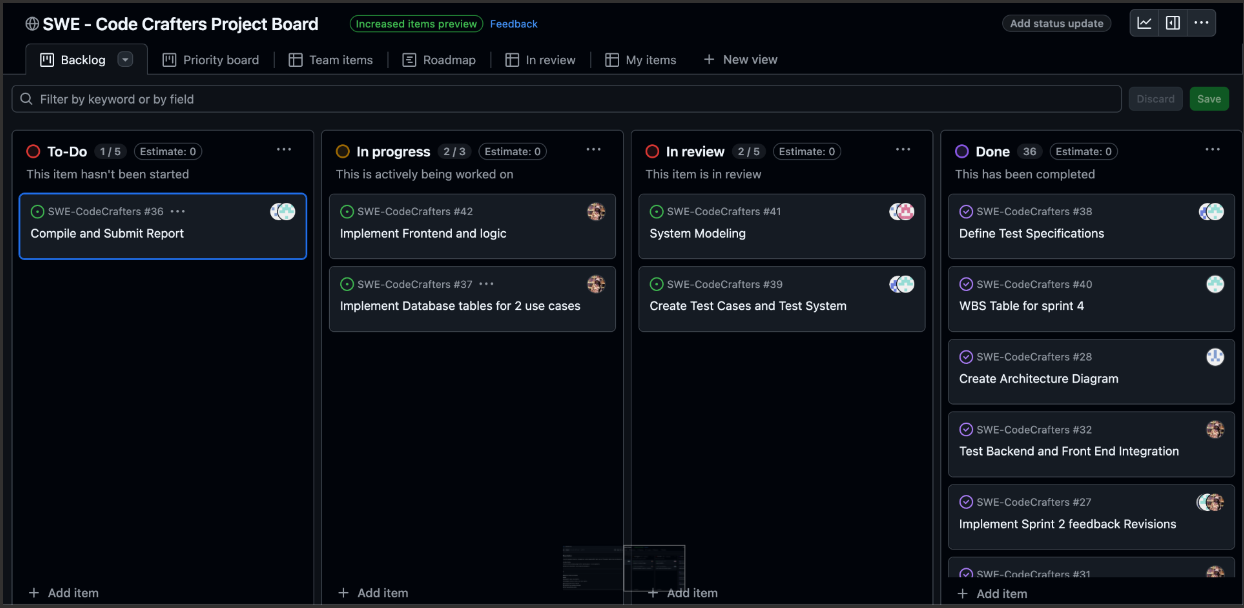 SWE - Code Crafters Project Board
Increased items preview
Feedback
Add status update
Backlog
Priority board
Team items
Roadmap
In review
My items
New view
Filter by keyword or by field
Discard
Save
To-Do 1 / 5 Estimate: 0
This item hasn't been started
SWE-CodeCrafters #36
Compile and Submit Report
Add item
In progress 2 / 3 Estimate: 0
This is actively being worked on
SWE-CodeCrafters #42
Implement Frontend and logic
SWE-CodeCrafters #37
Implement Database tables for 2 use cases
Add item
In review 2 / 5 Estimate: 0
This item is in review
SWE-CodeCrafters #41
System Modeling
SWE-CodeCrafters #39
Create Test Cases and Test System
Add item
Done 36 Estimate: 0
This has been completed
SWE-CodeCrafters #38
Define Test Specifications
SWE-CodeCrafters #40
WBS Table for sprint 4
SWE-CodeCrafters #28
Create Architecture Diagram
SWE-CodeCrafters #32
Test Backend and Front End Integration
SWE-CodeCrafters #27
Implement Sprint 2 feedback Revisions
SWE-CodeCrafters #31
Add item